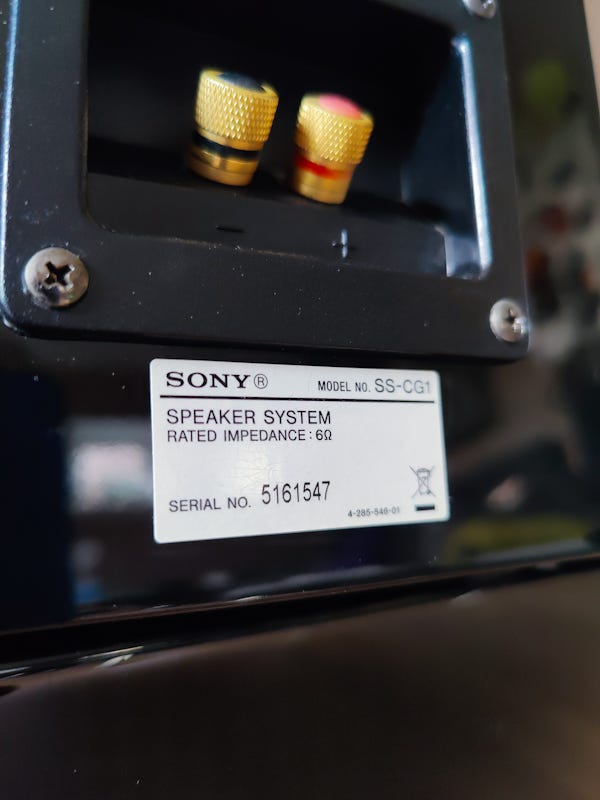 - +
SONY® MODEL NO. SS-CG1
SPEAKER SYSTEM
RATED IMPEDANCE: 6Ω
SERIAL NO. 5161547
4-285-546-01